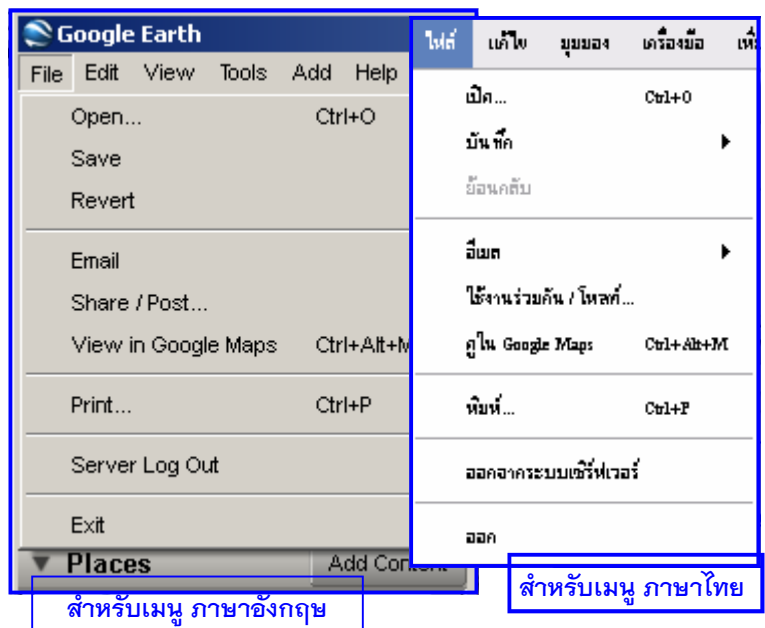 Google Earth
File Edit View Tools Add Help
Open... Ctrl+O
Save
Revert
Email
Share / Post...
View in Google Maps Ctrl+Alt+M
Print... Ctrl+P
Server Log Out
Exit
Places Add Content
สำหรับเมนู ภาษาอังกฤษ
ไฟล์ แก้ไข มุมมอง เครื่องมือ
เปิด... Ctrl+O
บันทึก
ย้อนกลับ
อีเมล
ใช้งานร่วมกัน / โพสต์...
ดูใน Google Maps Ctrl+Alt+M
พิมพ์... Ctrl+P
ออกจากระบบเซิร์ฟเวอร์
ออก
สำหรับเมนู ภาษาไทย